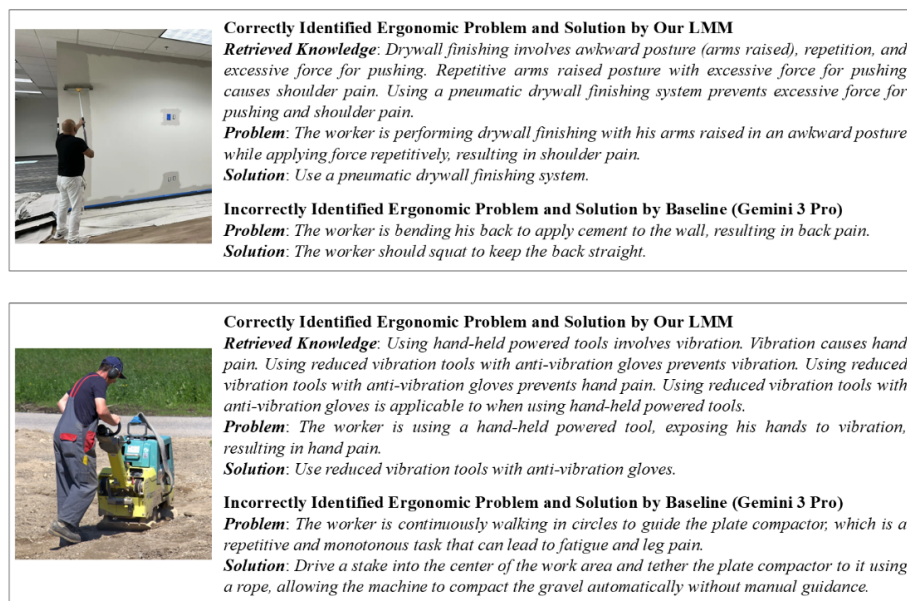 Correctly Identified Ergonomic Problem and Solution by Our LMM
Retrieved Knowledge: Drywall finishing involves awkward posture (arms raised), repetition, and
excessive force for pushing. Repetitive arms raised posture with excessive force for pushing
causes shoulder pain. Using a pneumatic drywall finishing system prevents excessive force for
pushing and shoulder pain.
Problem: The worker is performing drywall finishing with his arms raised in an awkward posture
while applying force repetitively, resulting in shoulder pain.
Solution: Use a pneumatic drywall finishing system.
Incorrectly Identified Ergonomic Problem and Solution by Baseline (Gemini 3 Pro)
Problem: The worker is bending his back to apply cement to the wall, resulting in back pain.
Solution: The worker should squat to keep the back straight.
Correctly Identified Ergonomic Problem and Solution by Our LMM
Retrieved Knowledge: Using hand-held powered tools involves vibration. Vibration causes hand
pain. Using reduced vibration tools with anti-vibration gloves prevents vibration. Using reduced
vibration tools with anti-vibration gloves prevents hand pain. Using reduced vibration tools with
anti-vibration gloves is applicable to when using hand-held powered tools.
Problem: The worker is using a hand-held powered tool, exposing his hands to vibration,
resulting in hand pain.
Solution: Use reduced vibration tools with anti-vibration gloves.
Incorrectly Identified Ergonomic Problem and Solution by Baseline (Gemini 3 Pro)
Problem: The worker is continuously walking in circles to guide the plate compactor, which is a
repetitive and monotonous task that can lead to fatigue and leg pain.
Solution: Drive a stake into the center of the work area and tether the plate compactor to it using
a rope, allowing the machine to compact the gravel automatically without manual guidance.